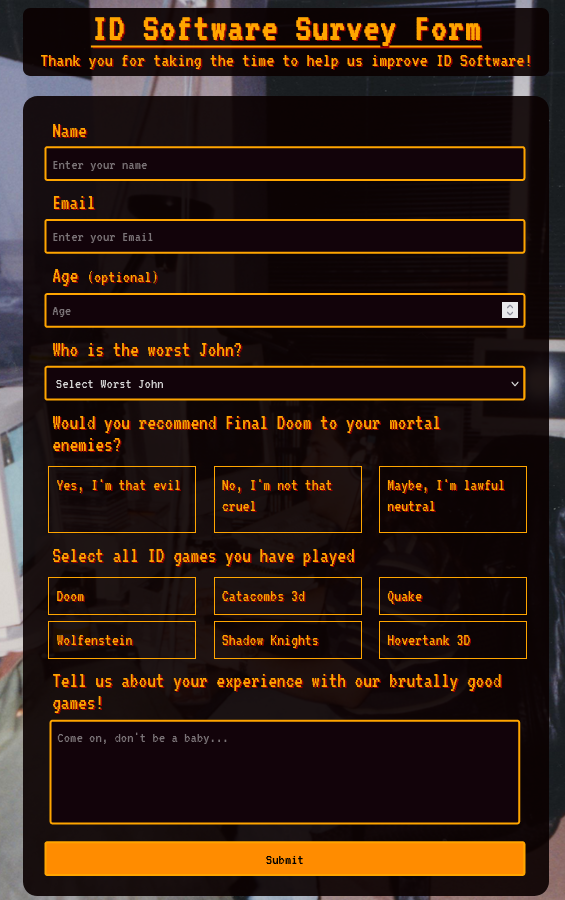 ID Software Survey Form
Thank you for taking the time to help us improve ID Software!
Name
Enter your name
Email
Enter your Email
Age (optional)
Age
Who is the worst John?
Select Worst John
Would you recommend Final Doom to your mortal
enemies?
Yes, I'm that evil
No, I'm not that
cruel
Maybe, I'm lawful
neutral
Select all ID games you have played
Doom
Catacombs 3d
Quake
Wolfenstein
Shadow Knights
Hovertank 3D
Tell us about your experience with our brutally good
games!
Come on, don't be a baby...
Submit